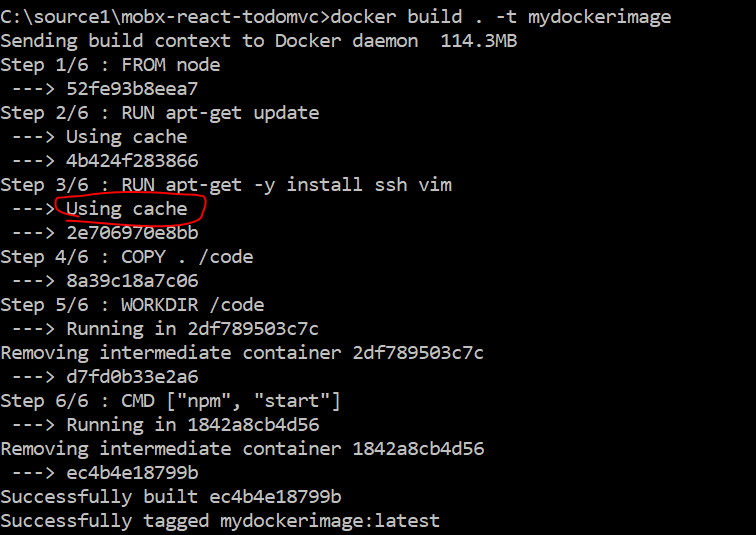 C:\source1\mobx-react-todomvc>docker build . -t mydockerimage
Sending build context to Docker daemon  114.3MB
Step 1/6 : FROM node
 ---> 52fe93b8eea7
Step 2/6 : RUN apt-get update
 ---> Using cache
 ---> 4b424f283866
Step 3/6 : RUN apt-get -y install ssh vim
 ---> Using cache
 ---> 2e706970e8bb
Step 4/6 : COPY . /code
 ---> 8a39c18a7c06
Step 5/6 : WORKDIR /code
 ---> Running in 2df789503c7c
Removing intermediate container 2df789503c7c
 ---> d7fd0b33e2a6
Step 6/6 : CMD ["npm", "start"]
 ---> Running in 1842a8cb4d56
Removing intermediate container 1842a8cb4d56
 ---> ec4b4e18799b
Successfully built ec4b4e18799b
Successfully tagged mydockerimage:latest